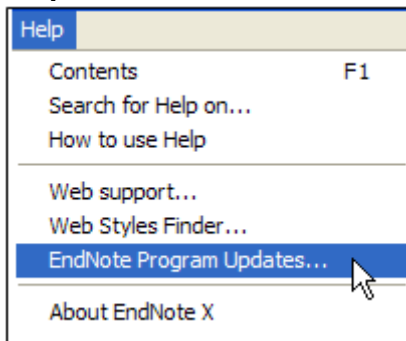 Help
Contents F1
Search for Help on...
How to use Help
Web support...
Web Styles Finder...
EndNote Program Updates...
About EndNote X